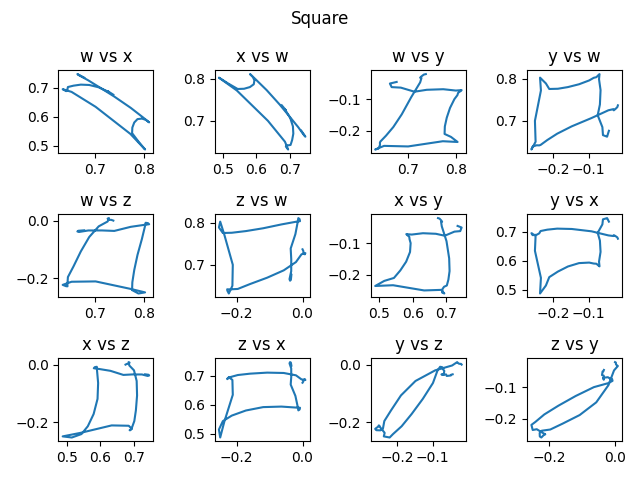 Square
w vs x x vs w w vs y y vs w
0.7 0.6 0.5 0.7 0.8
0.8 0.7 0.5 0.6 0.7
−0.1 −0.2 0.7 0.8
0.8 0.7 −0.2 −0.1
w vs z z vs w x vs y y vs x
0.0 −0.2 0.7 0.8
0.8 0.7 −0.2 0.0
−0.1 −0.2 0.5 0.6 0.7
0.7 0.6 0.5 −0.2 −0.1
x vs z z vs x y vs z z vs y
0.0 −0.2 0.5 0.6 0.7
0.7 0.6 0.5 −0.2 0.0
0.0 −0.2 −0.2 −0.1
−0.1 −0.2 −0.2 0.0